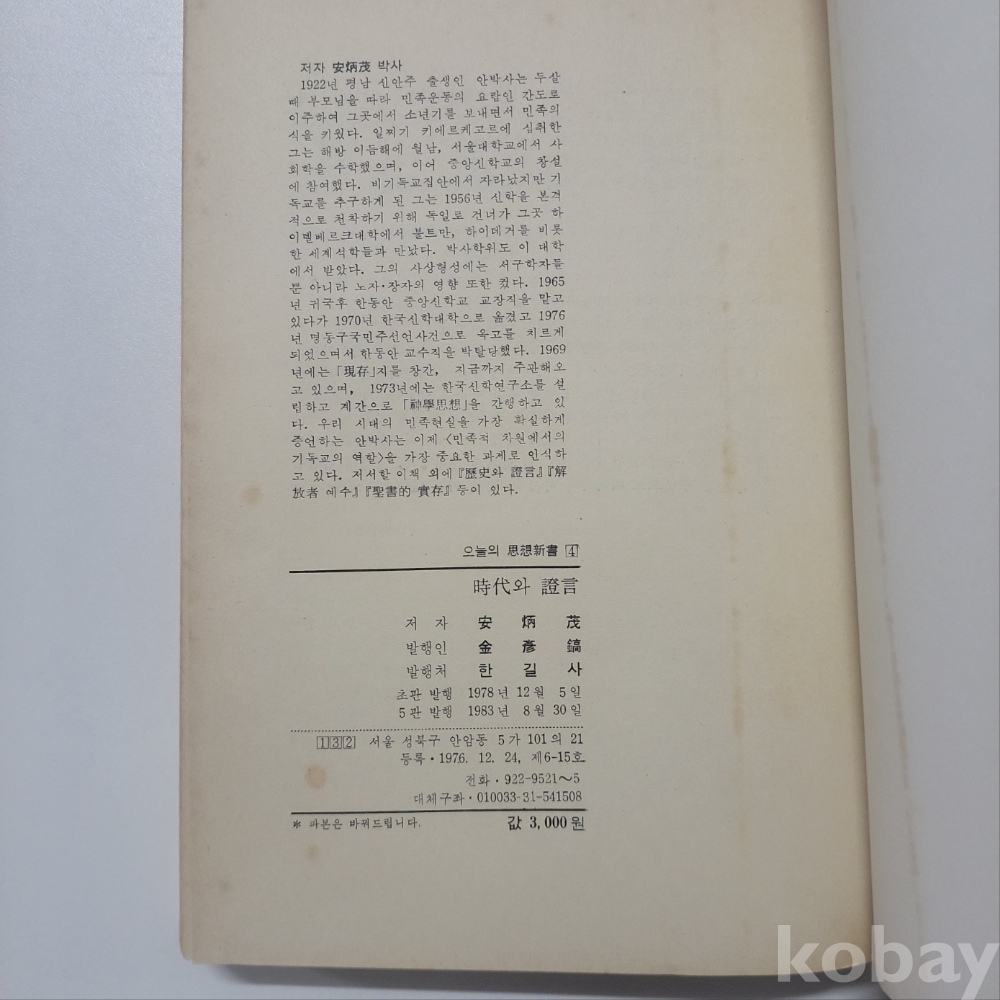 저자 安炳茂 박사
1922년 평남 신안주 출생인 안박사는 두살
때 부모님을 따라 민족운동의 요람인 간도로
이주하여 그곳에서 소년기를 보내면서 민족의
식을 키웠다. 일찌기 키에르케고르에 심취한
그는 해방 이듬해에 월남, 서울대학교에서 사
회학을 수학했으며, 이어 중앙신학교의 창설
에 참여했다. 비기독교집안에서 자라났지만 기
독교를 추구하게 된 그는 1956년 신학을 본격
적으로 천착하기 위해 독일로 건너가 그곳 하
이델베르크대학에서 불트만, 하이데거를 비롯
한 세계석학들과 만났다. 박사학위도 이 대학
에서 받았다. 그의 사상형성에는 서구학자들
뿐 아니라 노자·장자의 영향 또한 컸다. 1965
년 귀국후 한동안 중앙신학교 교장직을 맡고
있다가 1970년 한국신학대학으로 옮겼고 1976
년 명동구국민주선언사건으로 옥고를 치르게
되었으며서 한동안 교수직을 박탈당했다. 1969
년에는 「現存」지를 창간, 지금까지 주관해오
고 있으며, 1973년에는 한국신학연구소를 설
립하고 계간으로 「神學思想」을 간행하고 있
다. 우리 시대의 민족현실을 가장 확실하게
증언하는 안박사는 이제 〈민족적 차원에서의
기독교의 역할〉을 가장 중요한 과제로 인식하
고 있다. 저서할 이책 외에 『歷史와 證言』『解
放者 예수』『聖書的 實存』 등이 있다.
오늘의 思想新書 4
時代와 證言
저 자 安 炳 茂
발행인 金 彦 鎬
발행처 한 길 사
초판 발행 1978년 12월 5일
5판 발행 1983년 8월 30일
132 서울 성북구 안암동 5가 101의 21
등록·1976. 12. 24, 제6-15호
전화·922-9521~5
대체구좌·010033-31-541508
* 파본은 바꿔드립니다.
값 3,000원
kobay